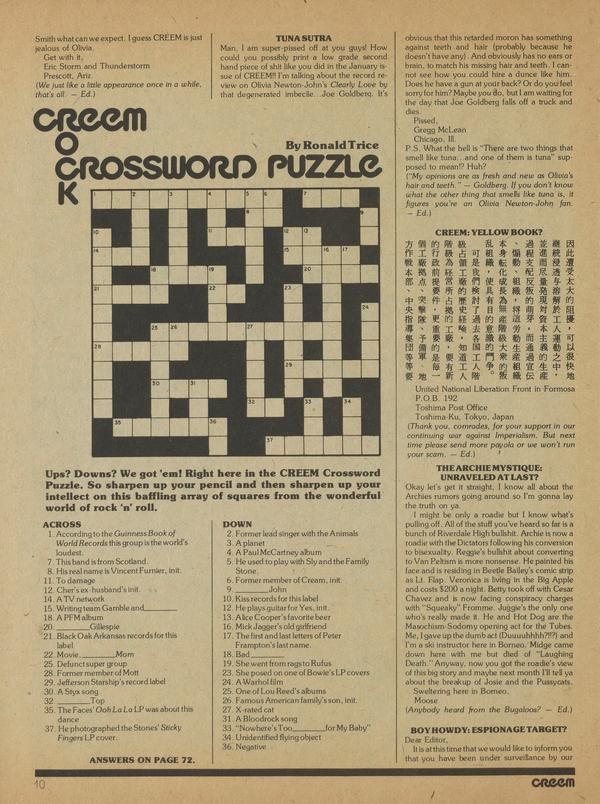 Smith what can we expect. I guess CREEM is just
jealous of Olivia.
Get with it,
Eric Storm and Thunderstorm
Prescott, Ariz.
(We just like a little appearance once in a while,
that's all. — Ed.)
TUNA SUTRA
Man, I am super-pissed off at you guys! How
could you possibly print a low grade second
hand piece of shit like you did in the January is-
sue of CREEM!!! I'm talking about the record re-
view on Olivia Newton-John's Clearly Love by
that degenerated imbecile...Joe Goldberg. It's
obvious that this retarded moron has something
against teeth and hair (probably because he
doesn't have any). And obviously has no ears or
brain, to match his missing hair and teeth. I can-
not see how you could hire a dunce like him.
Does he have a gun at your back? Or do you feel
sorry for him? Maybe you do, but I am waiting for
the day that Joe Goldberg falls off a truck and
dies.
Pissed,
Gregg McLean
Chicago, Ill.
P.S. What the hell is "There are two things that
smell like tuna...and one of them is tuna" sup-
posed to mean!? Huh?
("My opinions are as fresh and new as Olivia's
hair and teeth." — Goldberg. If you don't know
what the other thing that smells like tuna is, it
figures you're an Olivia Newton-John fan.
— Ed.)
CREEM
ROCK
CROSSWORD PUZZLE
By Ronald Trice
Ups? Downs? We got 'em! Right here in the CREEM Crossword
Puzzle. So sharpen up your pencil and then sharpen up your
intellect on this baffling array of squares from the wonderful
world of rock 'n' roll.
ACROSS
1. According to the Guinness Book of
World Records this group is the world's
loudest.
7. This band is from Scotland.
8. His real name is Vincent Furnier, init.
11. To damage
12. Cher's ex-husband's init.
14. A TV network
15. Writing team Gamble and______
18. A PFM album
20. ______Gillespie
21. Black Oak Arkansas records for this
label
22. Movie, ______Mom
25. Defunct super group
28. Former member of Mott
29. Jefferson Starship's record label
30. A Styx song
32. ______Top
35. The Faces' Ooh La La LP was about this
dance
37. He photographed the Stones' Sticky
Fingers LP cover.
ANSWERS ON PAGE 72.
DOWN
2. Former lead singer with the Animals
3. A planet
4. A Paul McCartney album
5. He used to play with Sly and the Family
Stone.
6. Former member of Cream, init.
9. ______John
10. Kiss records for this label
12. He plays guitar for Yes, init.
13. Alice Cooper's favorite beer
16. Mick Jagger's old girlfriend
17. The first and last letters of Peter
Frampton's last name.
18. Bad ______
19. She went from rags to Rufus
23. She posed on one of Bowie's LP covers
24. A Warhol film
25. One of Lou Reed's albums
26. Famous American family's son, init.
27. X-rated cat
31. A Bloodrock song
33. "Nowhere's Too______for My Baby"
34. Unidentified flying object
36. Negative
CREEM: YELLOW BOOK?
因此遭受太大的阻擾，可以很快地
United National Liberation Front in Formosa
P.O.B. 192
Toshima Post Office
Toshima-Ku, Tokyo, Japan
(Thank you, comrades, for your support in our
continuing war against Imperialism. But next
time please send more payola or we won't run
your scam. — Ed.)
THE ARCHIE MYSTIQUE:
UNRAVELED AT LAST?
Okay let's get it straight, I know all about the
Archies rumors going around so I'm gonna lay
the truth on ya.
I might be only a roadie but I know what's
pulling off. All of the stuff you've heard so far is a
bunch of Riverdale High bullshit. Archie is now a
roadie with the Dictators following his conversion
to bisexuality. Reggie's bullshit about converting
to Van Peltism is more nonsense. He painted his
face and is residing in Beetle Bailey's comic strip
as Lt. Flap. Veronica is living in the Big Apple
and costs $200 a night. Betty took off with Cesar
Chavez and is now facing conspiracy charges
with "Squeaky" Fromme. Juggie's the only one
who's really made it. He and Hot Dog are the
Masochism-Sodomy opening act for the Tubes.
Me, I gave up the dumb act (Duuuuhhhh?!!?) and
I'm a ski instructor here in Borneo. Midge came
down here with me but died of "Laughing
Death." Anyway, now you got the roadie's view
of this big story and maybe next month I'll tell ya
about the breakup of Josie and the Pussycats.
Sweltering here in Borneo,
Moose
(Anybody heard from the Bugaloos? — Ed.)
BOY HOWDY: ESPIONAGE TARGET?
Dear Editor,
It is at this time that we would like to inform you
that you have been under surveillance by our
10
CREEM